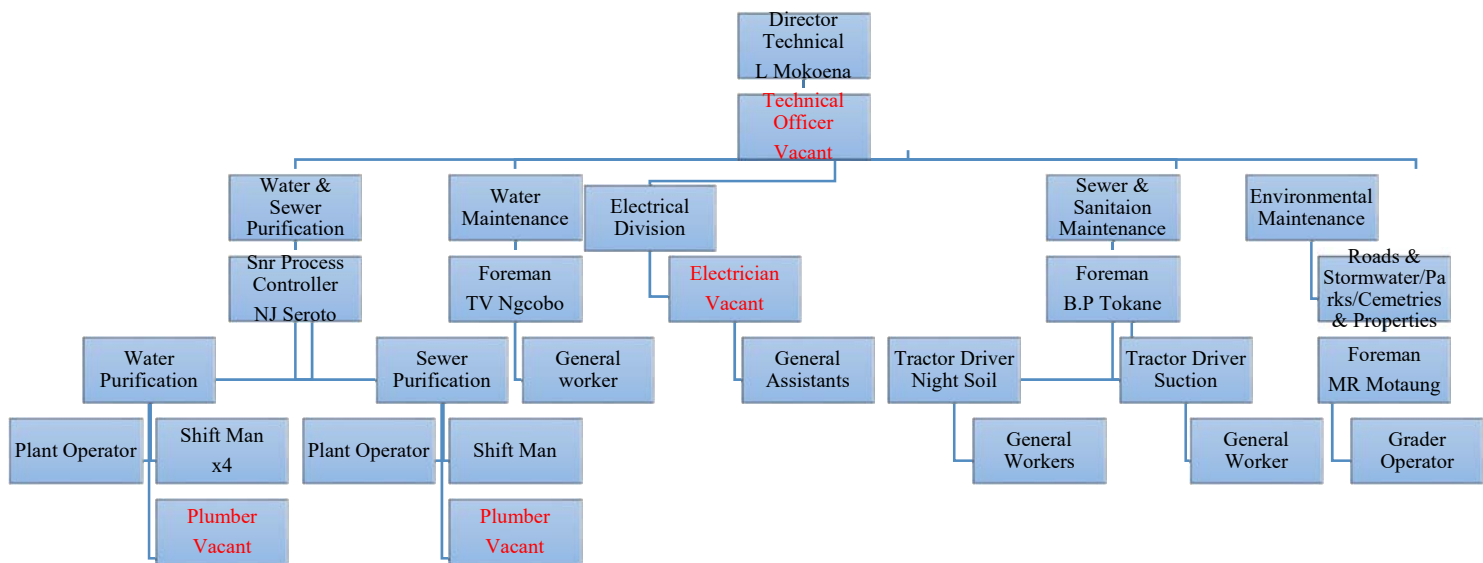 Director
Technical
L Mokoena
Technical
Officer
Vacant
Water &
Sewer
Purification
Water
Maintenance
Electrical
Division
Sewer &
Sanitaion
Maintenance
Environmental
Maintenance
Snr Process
Controller
NJ Seroto
Foreman
TV Ngcobo
Electrician
Vacant
Foreman
B.P Tokane
Roads &
Stormwater/Pa
rks/Cemetries
& Properties
Water
Purification
Sewer
Purification
General
worker
General
Assistants
Tractor Driver
Night Soil
Tractor Driver
Suction
Foreman
MR Motaung
Plant Operator
Shift Man
x4
Plant Operator
Shift Man
General
Workers
General
Worker
Grader
Operator
Plumber
Vacant
Plumber
Vacant